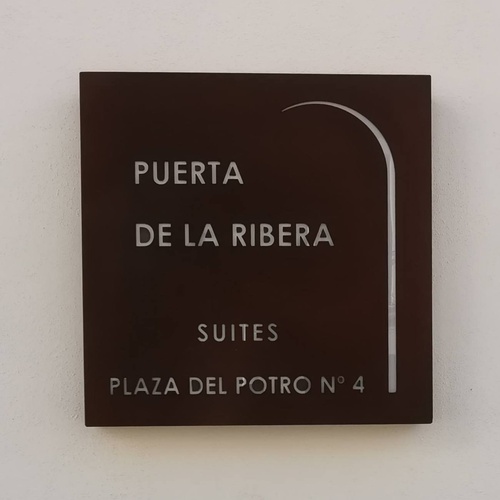 PUERTA
DE LA RIBERA
SUITES
PLAZA DEL POTRO Nº 4